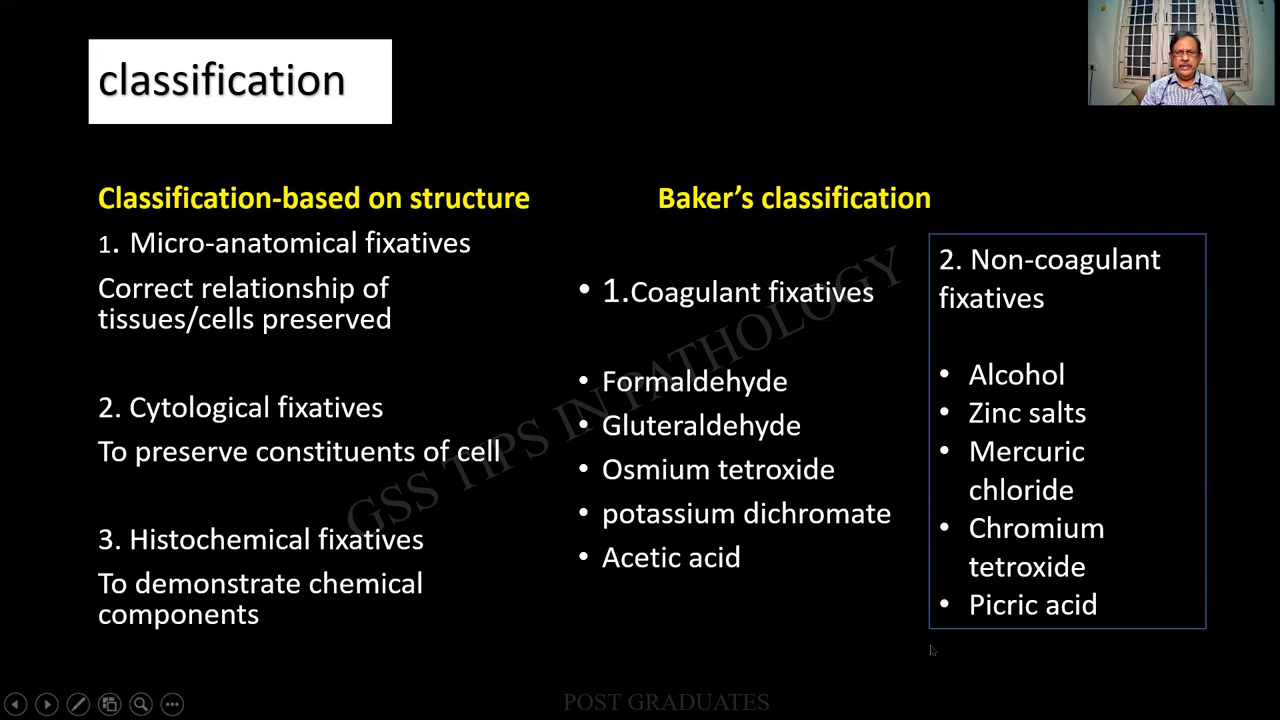 classification
Classification-based on structure
1. Micro-anatomical fixatives
Correct relationship of
tissues/cells preserved
2. Cytological fixatives
To preserve constituents of cell
3. Histochemical fixatives
To demonstrate chemical
components
Baker’s classification
• 1.Coagulant fixatives
• Formaldehyde
• Gluteraldehyde
• Osmium tetroxide
• potassium dichromate
• Acetic acid
2. Non-coagulant
fixatives
• Alcohol
• Zinc salts
• Mercuric
chloride
• Chromium
tetroxide
• Picric acid
GSS TIPS IN PATHOLOGY
POST GRADUATES